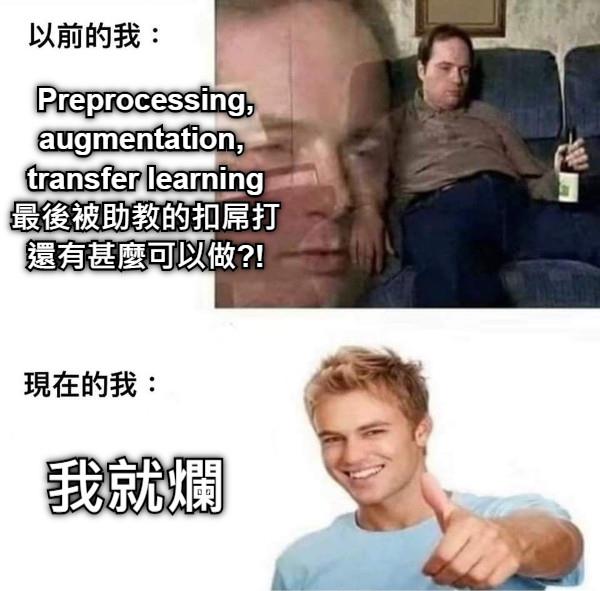 以前的我：
Preprocessing,
augmentation,
transfer learning
最後被助教的扣屌打
還有甚麼可以做?!
現在的我：
我就爛